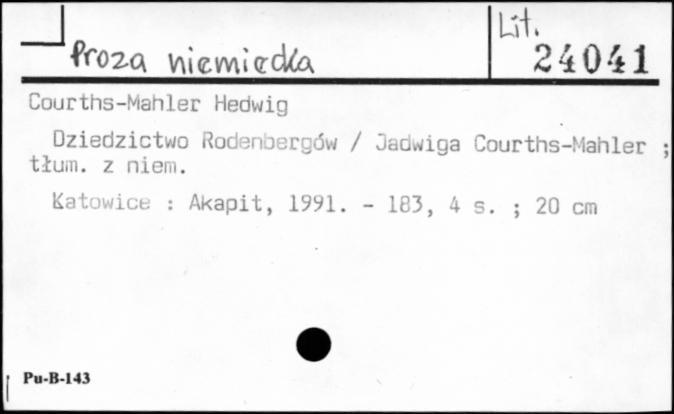 Lit.
Proza niemiecka
24041
Courths-Mahler Hedwig
Dziedzictwo Rodenbergów / Jadwiga Courths-Mahler ;
tłum. z niem.
Katowice : Akapit, 1991. - 183, 4 s. ; 20 cm
Pu-B-143